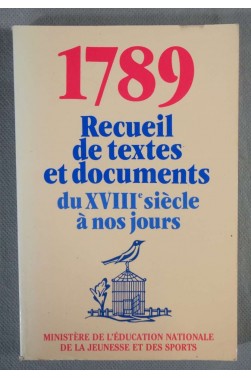 1789
Recueil
de textes
et documents
du XVIIIᵉ siècle
à nos jours
MINISTÈRE DE L'ÉDUCATION NATIONALE
DE LA JEUNESSE ET DES SPORTS